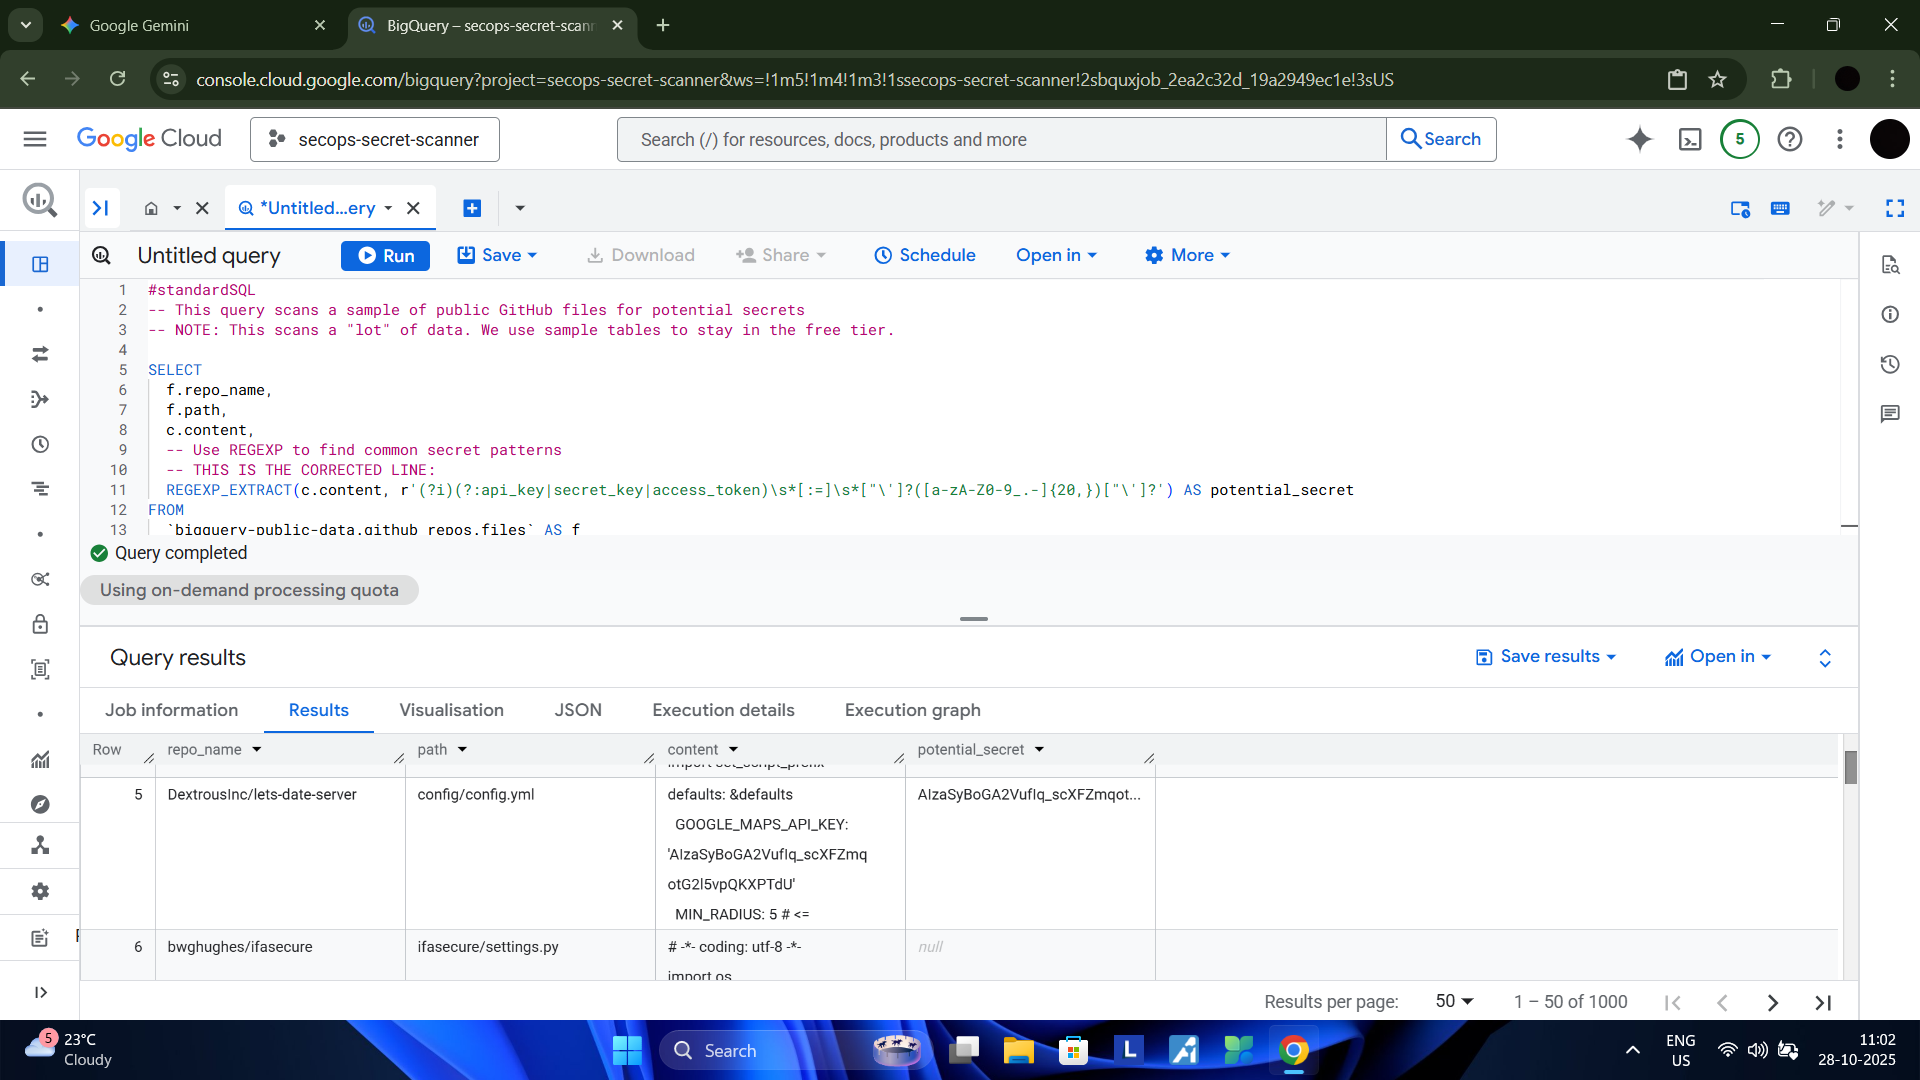 Google Gemini
BigQuery – secops-secret-scann
console.cloud.google.com/bigquery?project=secops-secret-scanner&ws=!1m5!1m4!1m3!1ssecops-secret-scanner!2sbquxjob_2ea2c32d_19a2949ec1e!3sUS
Google Cloud
secops-secret-scanner
Search (/) for resources, docs, products and more
Search
5
*Untitled...ery
Untitled query
Run
Save
Download
Share
Schedule
Open in
More
1 #standardSQL
2 -- This query scans a sample of public GitHub files for potential secrets
3 -- NOTE: This scans a "lot" of data. We use sample tables to stay in the free tier.
4
5 SELECT
6 f.repo_name,
7 f.path,
8 c.content,
9 -- Use REGEXP to find common secret patterns
10 -- THIS IS THE CORRECTED LINE:
11 REGEXP_EXTRACT(c.content, r'(?i)(?:api_key|secret_key|access_token)\s*[:=]\s*["\']?([a-zA-Z0-9_.-]{20,})["\']?') AS potential_secret
12 FROM
13 `bigquery-public-data.github_repos.files` AS f
Query completed
Using on-demand processing quota
Query results
Save results
Open in
Job information
Results
Visualisation
JSON
Execution details
Execution graph
Row
repo_name
path
content
potential_secret
import set_script_prefix
5
DextrousInc/lets-date-server
config/config.yml
defaults: &defaults
GOOGLE_MAPS_API_KEY:
'AIzaSyBoGA2VufIq_scXFZmq
otG2l5vpQKXPTdU'
MIN_RADIUS: 5 # <=
AIzaSyBoGA2VufIq_scXFZmqot...
6
bwghughes/ifasecure
ifasecure/settings.py
# -*- coding: utf-8 -*-
import os
null
Results per page:
50
1 – 50 of 1000
5
23°C
Cloudy
Search
L
ENG
US
11:02
28-10-2025